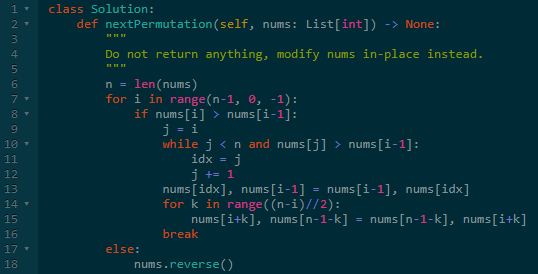 1 class Solution:
2 def nextPermutation(self, nums: List[int]) -> None:
3 """
4 Do not return anything, modify nums in-place instead.
5 """
6 n = len(nums)
7 for i in range(n-1, 0, -1):
8 if nums[i] > nums[i-1]:
9 j = i
10 while j < n and nums[j] > nums[i-1]:
11 idx = j
12 j += 1
13 nums[idx], nums[i-1] = nums[i-1], nums[idx]
14 for k in range((n-i)//2):
15 nums[i+k], nums[n-1-k] = nums[n-1-k], nums[i+k]
16 break
17 else:
18 nums.reverse()